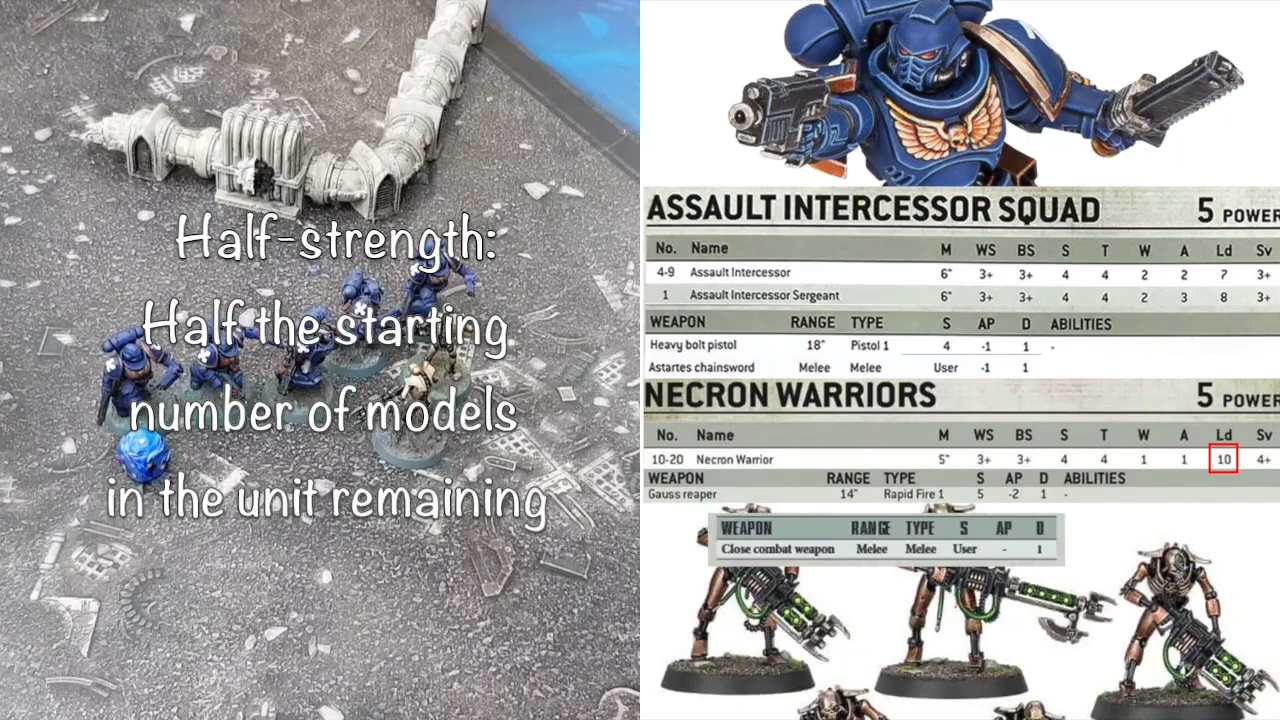 Half-strength:
Half the starting
number of models
in the unit remaining
ASSAULT INTERCESSOR SQUAD 5 POWER
No. Name M WS BS S T W A Ld Sv
4-9 Assault Intercessor 6" 3+ 3+ 4 4 2 2 7 3+
1 Assault Intercessor Sergeant 6" 3+ 3+ 4 4 2 3 8 3+
WEAPON RANGE TYPE S AP D ABILITIES
Heavy bolt pistol 18" Pistol 1 4 -1 1 -
Astartes chainsword Melee Melee User -1 1
NECRON WARRIORS 5 POWER
No. Name M WS BS S T W A Ld Sv
10-20 Necron Warrior 5" 3+ 3+ 4 4 1 1 10 4+
WEAPON RANGE TYPE S AP D ABILITIES
Gauss reaper 14" Rapid Fire 1 5 -2 1 -
WEAPON RANGE TYPE S AP D
Close combat weapon Melee Melee User - 1